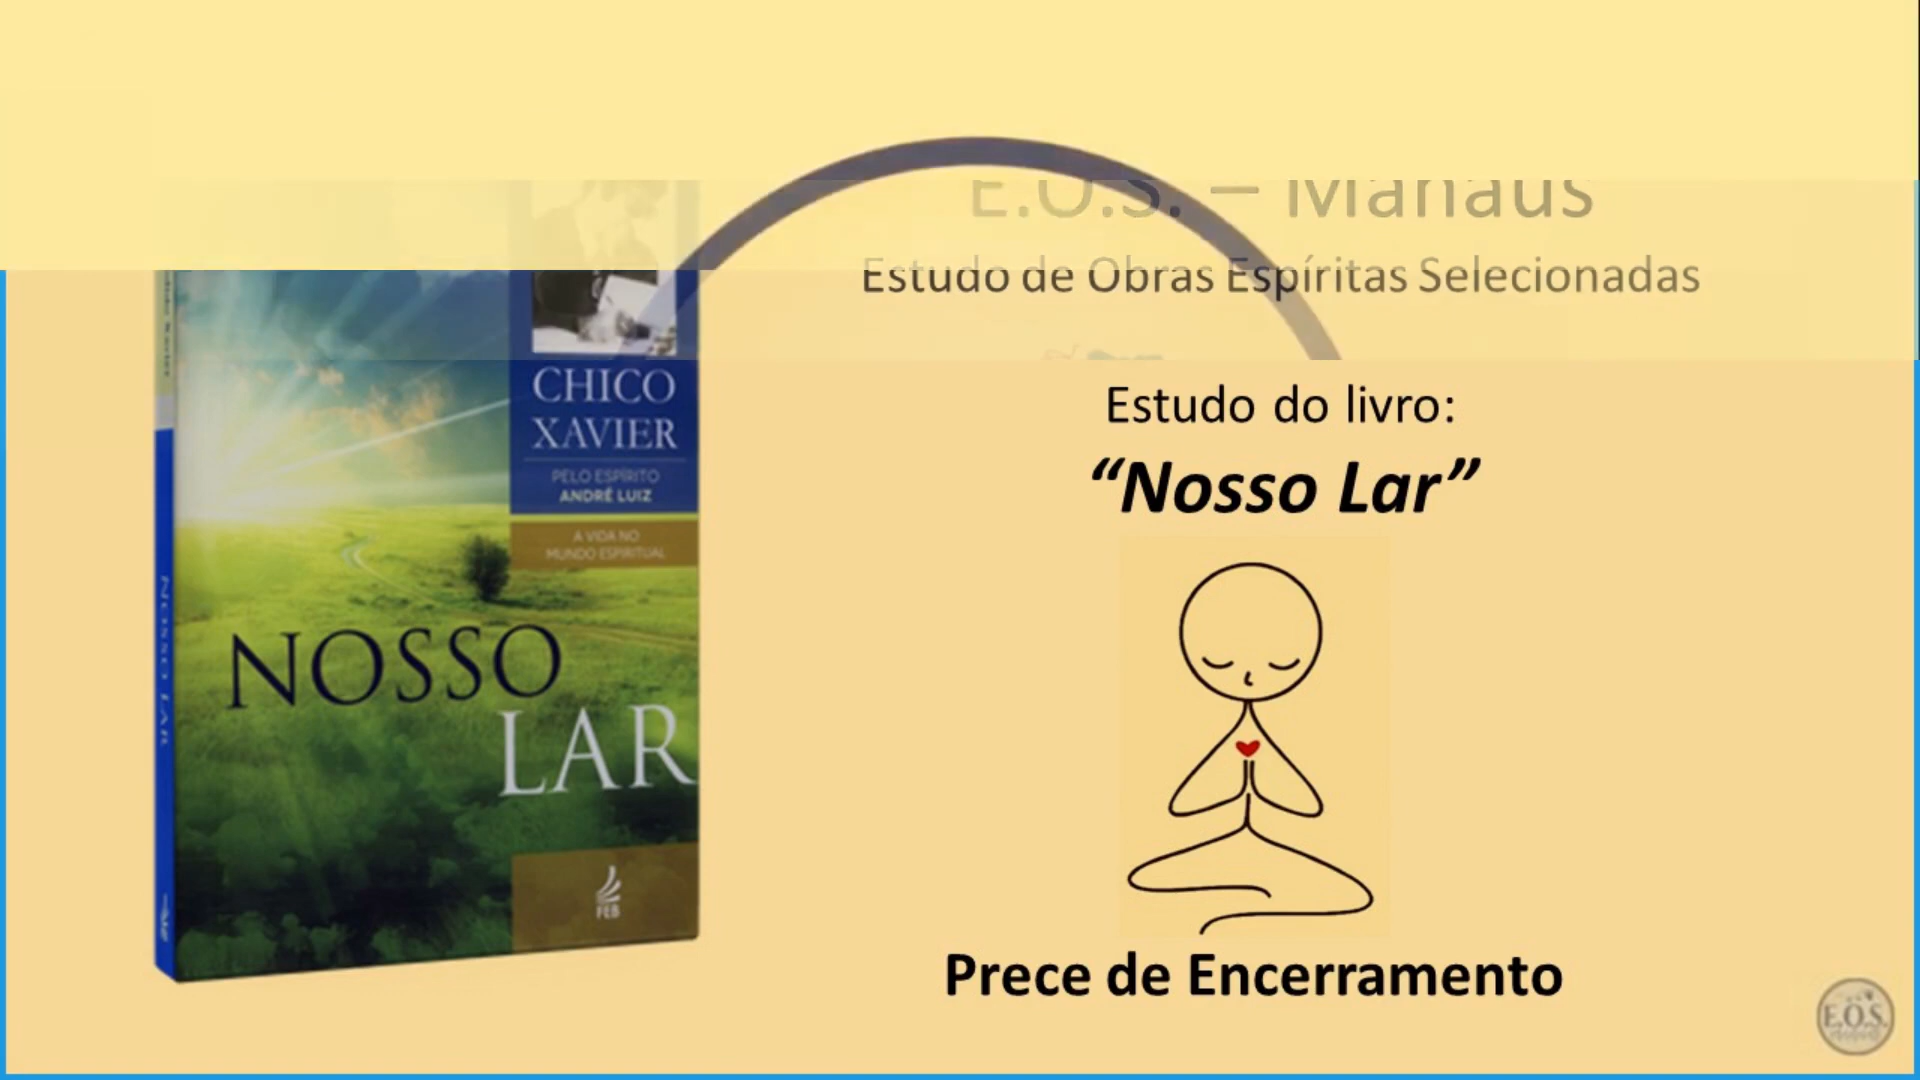 E.O.S. – Manaus
Estudo de Obras Espíritas Selecionadas
Estudo do livro:
“Nosso Lar”
Prece de Encerramento
CHICO
XAVIER
PELO ESPÍRITO
ANDRÉ LUIZ
A VIDA NO
MUNDO ESPIRITUAL
NOSSO
LAR
FEB
NOSSO LAR
E.O.S.